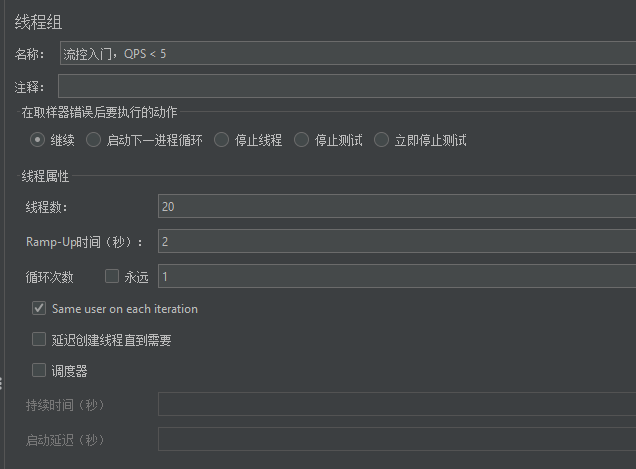 线程组
名称： 流控入门，QPS < 5
注释：
在取样器错误后要执行的动作
继续 启动下一进程循环 停止线程 停止测试 立即停止测试
线程属性
线程数： 20
Ramp-Up时间（秒）： 2
循环次数 永远 1
Same user on each iteration
延迟创建线程直到需要
调度器
持续时间（秒）
启动延迟（秒）